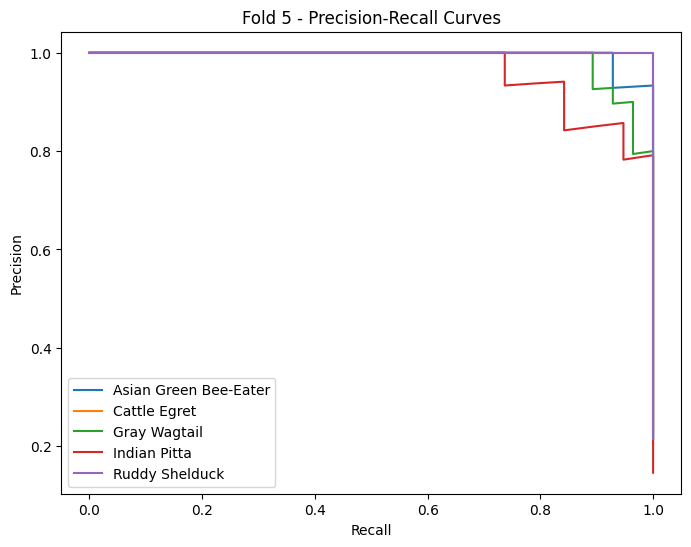 Fold 5 - Precision-Recall Curves
Precision
1.0
0.8
0.6
0.4
0.2
Asian Green Bee-Eater
Cattle Egret
Gray Wagtail
Indian Pitta
Ruddy Shelduck
0.0 0.2 0.4 0.6 0.8 1.0
Recall